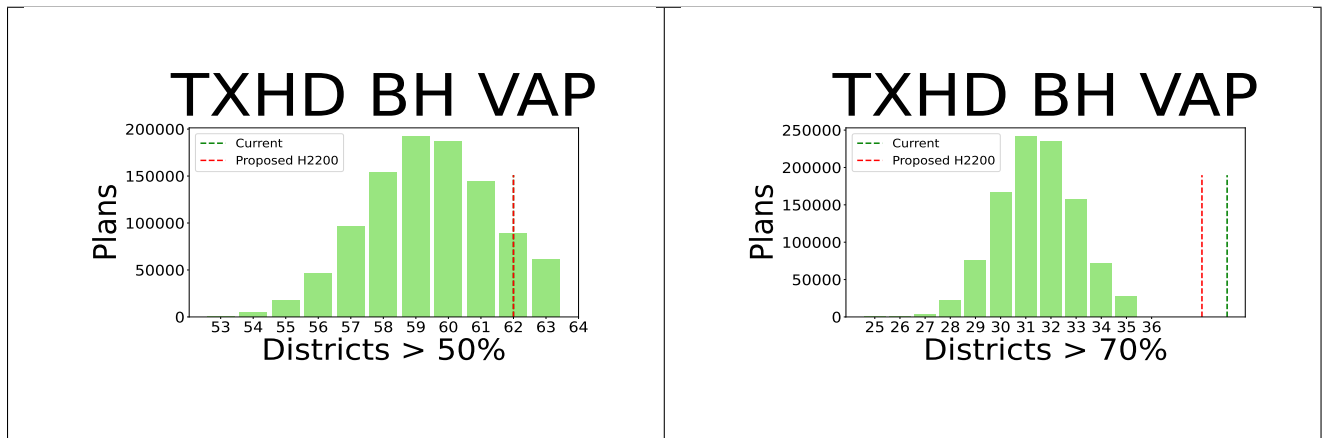 TXHD BH VAP
200000
150000
100000
50000
0
Plans
Current
Proposed H2200
53 54 55 56 57 58 59 60 61 62 63 64
Districts > 50%
TXHD BH VAP
250000
200000
150000
100000
50000
0
Plans
Current
Proposed H2200
25 26 27 28 29 30 31 32 33 34 35 36
Districts > 70%